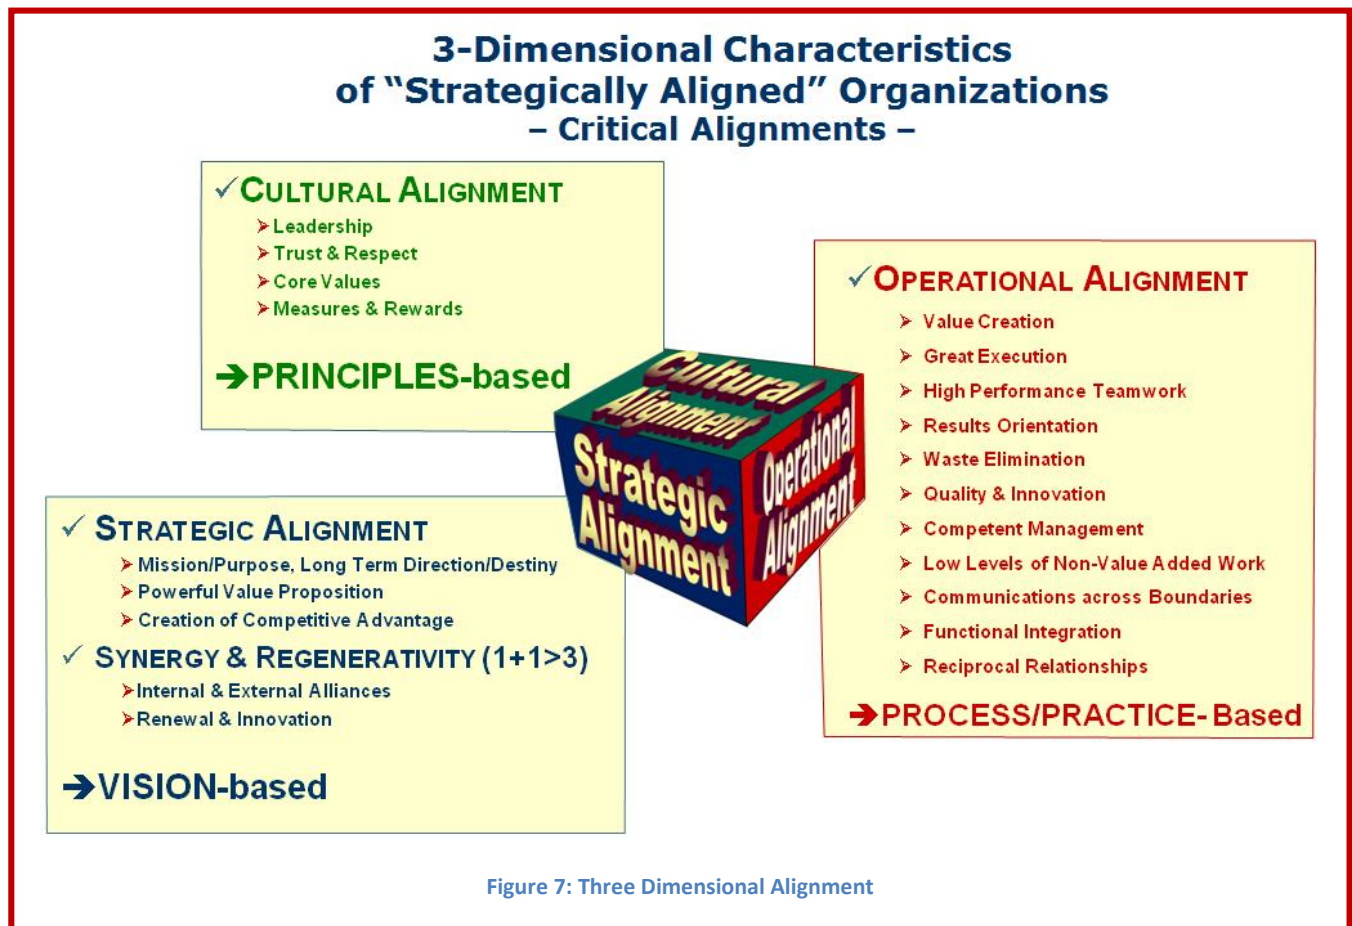 3-Dimensional Characteristics
of “Strategically Aligned” Organizations
– Critical Alignments –
✓CULTURAL ALIGNMENT
➢Leadership
➢Trust & Respect
➢Core Values
➢Measures & Rewards
➔PRINCIPLES-based
✓ STRATEGIC ALIGNMENT
➢Mission/Purpose, Long Term Direction/Destiny
➢Powerful Value Proposition
➢Creation of Competitive Advantage
✓ SYNERGY & REGENERATIVITY (1+1>3)
➢Internal & External Alliances
➢Renewal & Innovation
➔VISION-based
Cultural
Alignment
Strategic
Alignment
Operational
Alignment
✓OPERATIONAL ALIGNMENT
➢ Value Creation
➢ Great Execution
➢ High Performance Teamwork
➢ Results Orientation
➢ Waste Elimination
➢ Quality & Innovation
➢ Competent Management
➢ Low Levels of Non-Value Added Work
➢ Communications across Boundaries
➢ Functional Integration
➢ Reciprocal Relationships
➔PROCESS/PRACTICE- Based
Figure 7: Three Dimensional Alignment